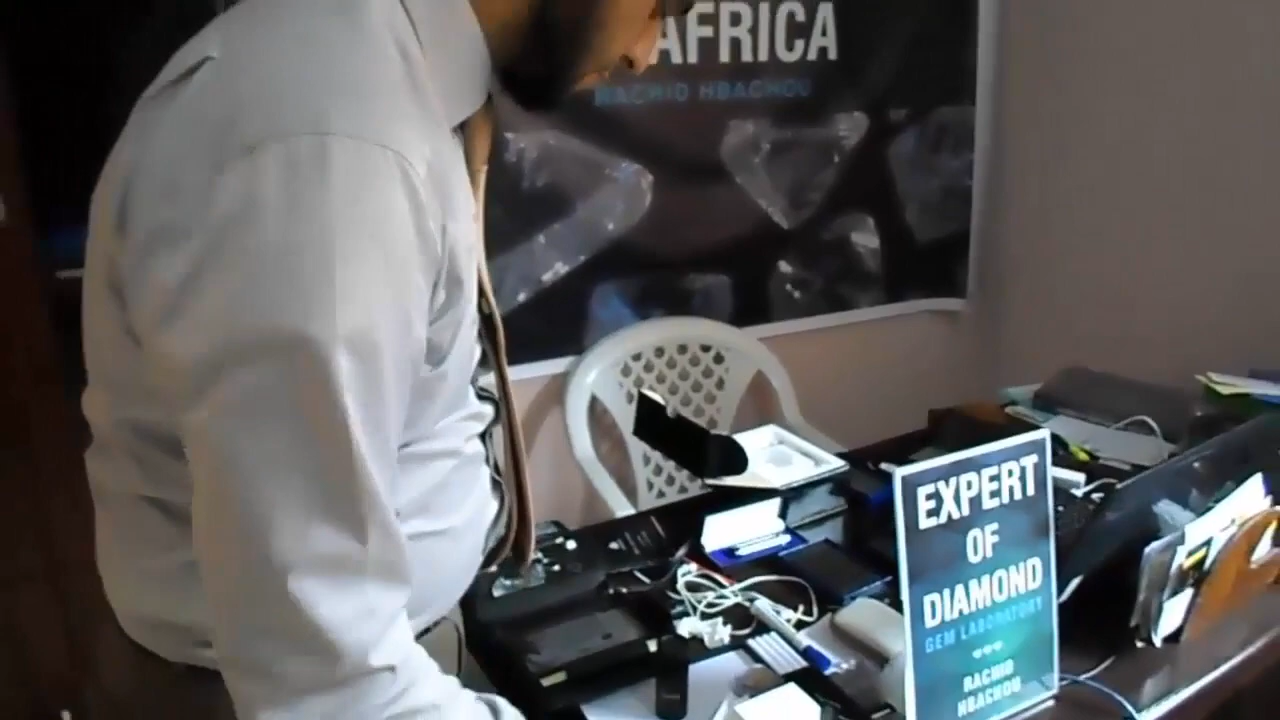 AFRICA
RACHID HBACHOU
EXPERT
OF
DIAMOND
GEM LABORATORY
RACHID
HBACHOU